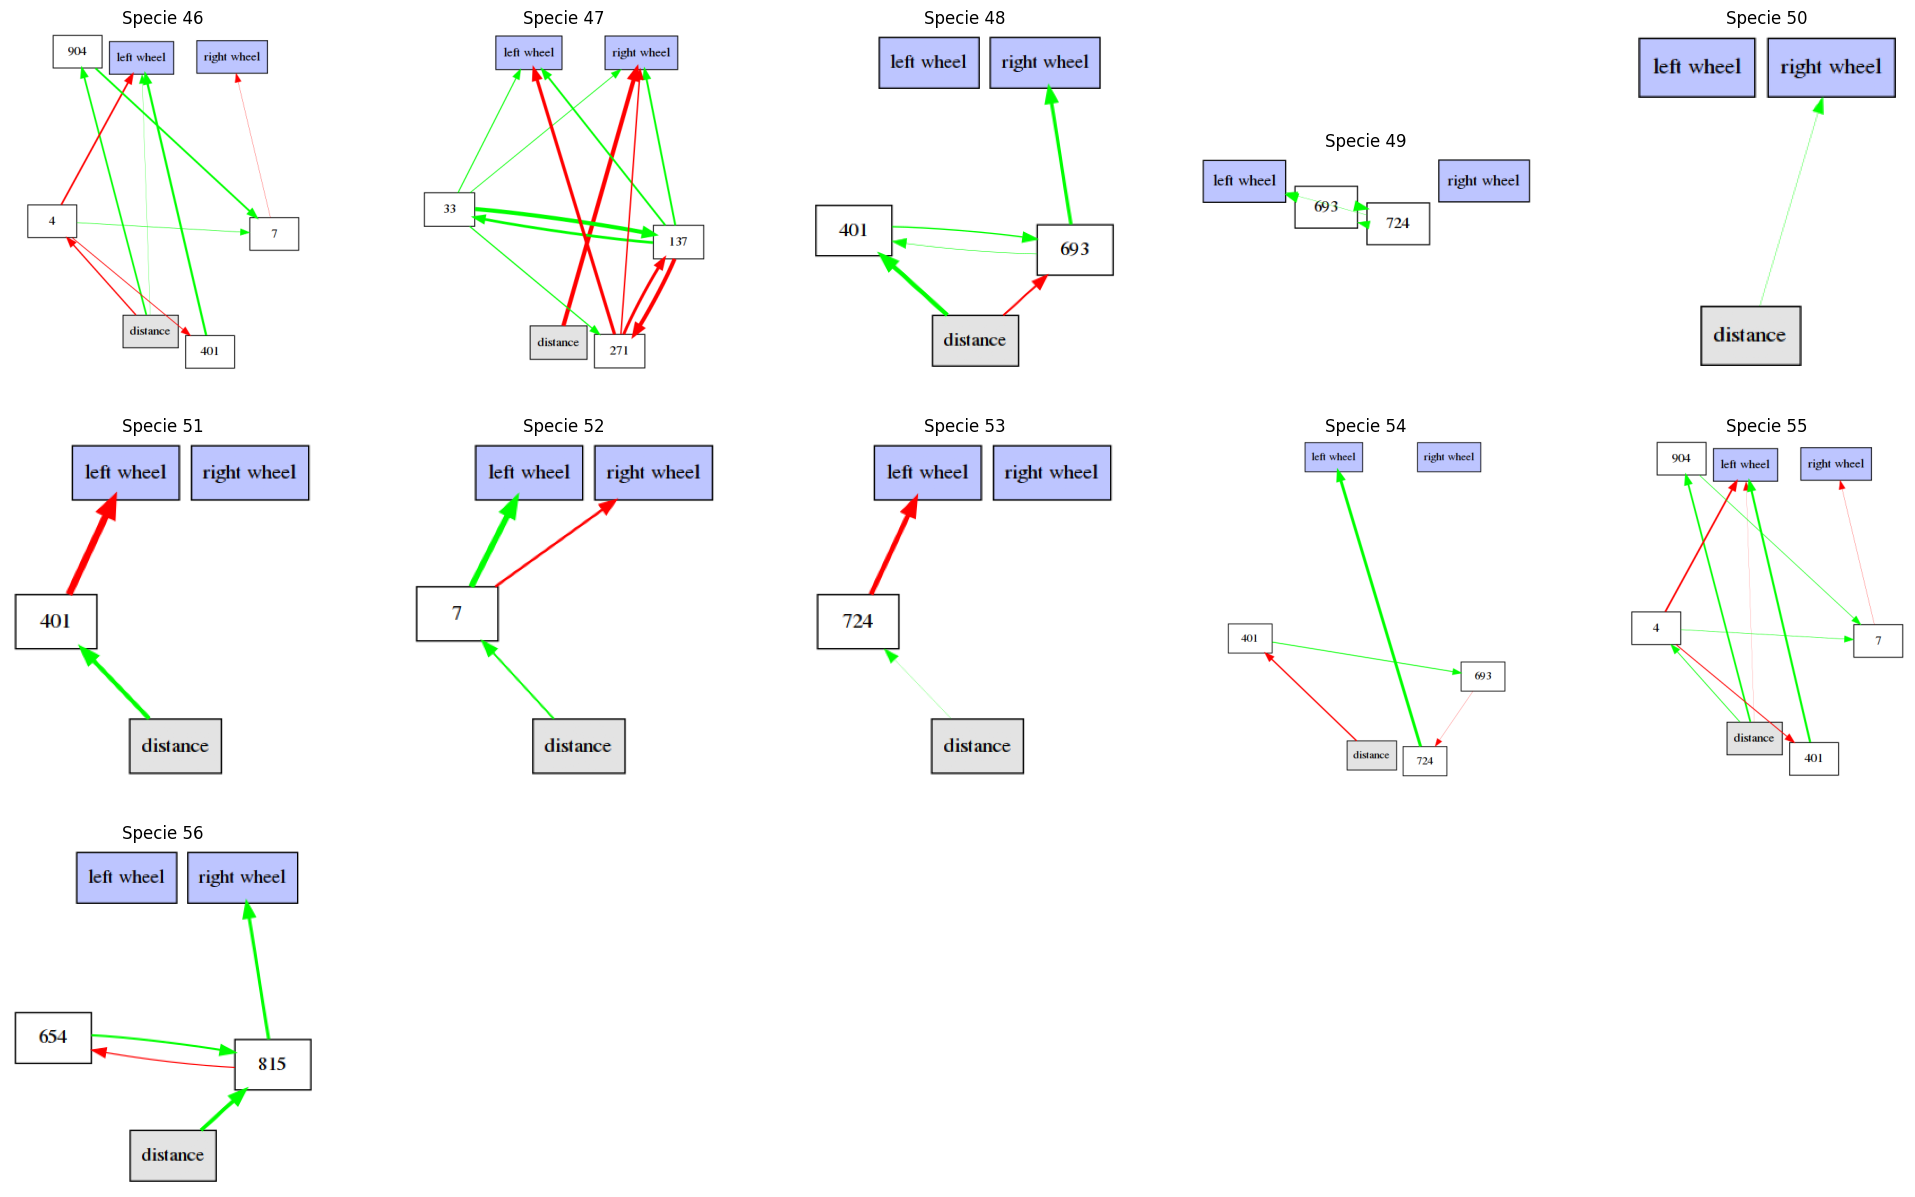 Specie 46
904
left wheel
right wheel
4
7
distance
401
Specie 47
left wheel
right wheel
33
137
distance
271
Specie 48
left wheel
right wheel
401
693
distance
Specie 49
left wheel
693
724
right wheel
Specie 50
left wheel
right wheel
distance
Specie 51
left wheel
right wheel
401
distance
Specie 52
left wheel
right wheel
7
distance
Specie 53
left wheel
right wheel
724
distance
Specie 54
left wheel
right wheel
401
693
distance
724
Specie 55
904
left wheel
right wheel
4
7
distance
401
Specie 56
left wheel
right wheel
654
815
distance